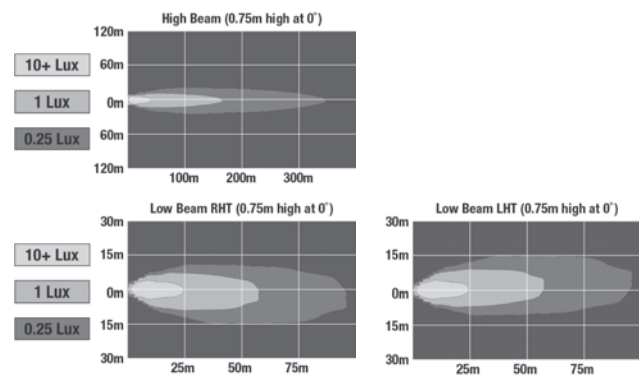 High Beam (0.75m high at 0°)
120m
60m
0m
60m
120m
100m 200m 300m
10+ Lux
1 Lux
0.25 Lux
Low Beam RHT (0.75m high at 0°)
30m
15m
0m
15m
30m
25m 50m 75m
10+ Lux
1 Lux
0.25 Lux
Low Beam LHT (0.75m high at 0°)
30m
15m
0m
15m
30m
25m 50m 75m